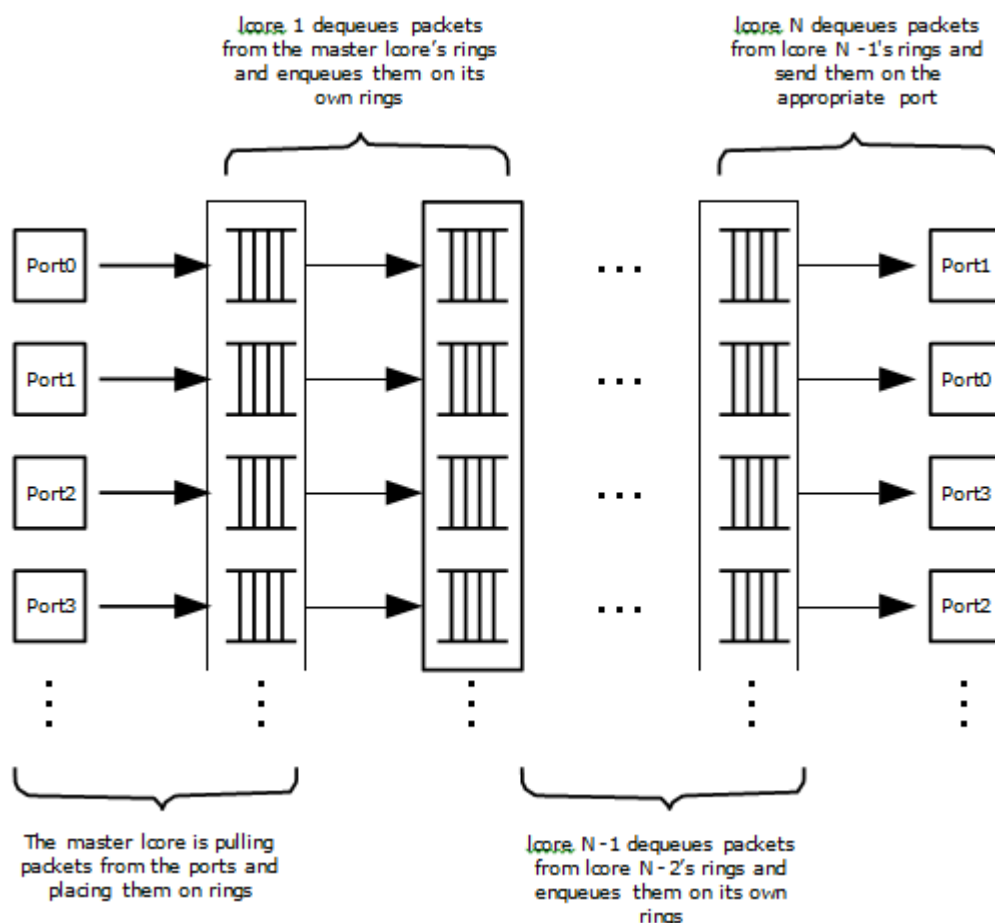 lcore 1 dequeues packets
from the master lcore's rings
and enqueues them on its
own rings
lcore N dequeues packets
from lcore N -1's rings and
send them on the
appropriate port
Port0
Port1
Port1
Port0
Port2
Port3
Port3
Port2
The master lcore is pulling
packets from the ports and
placing them on rings
lcore N-1 dequeues packets
from lcore N-2's rings and
enqueues them on its own
rings